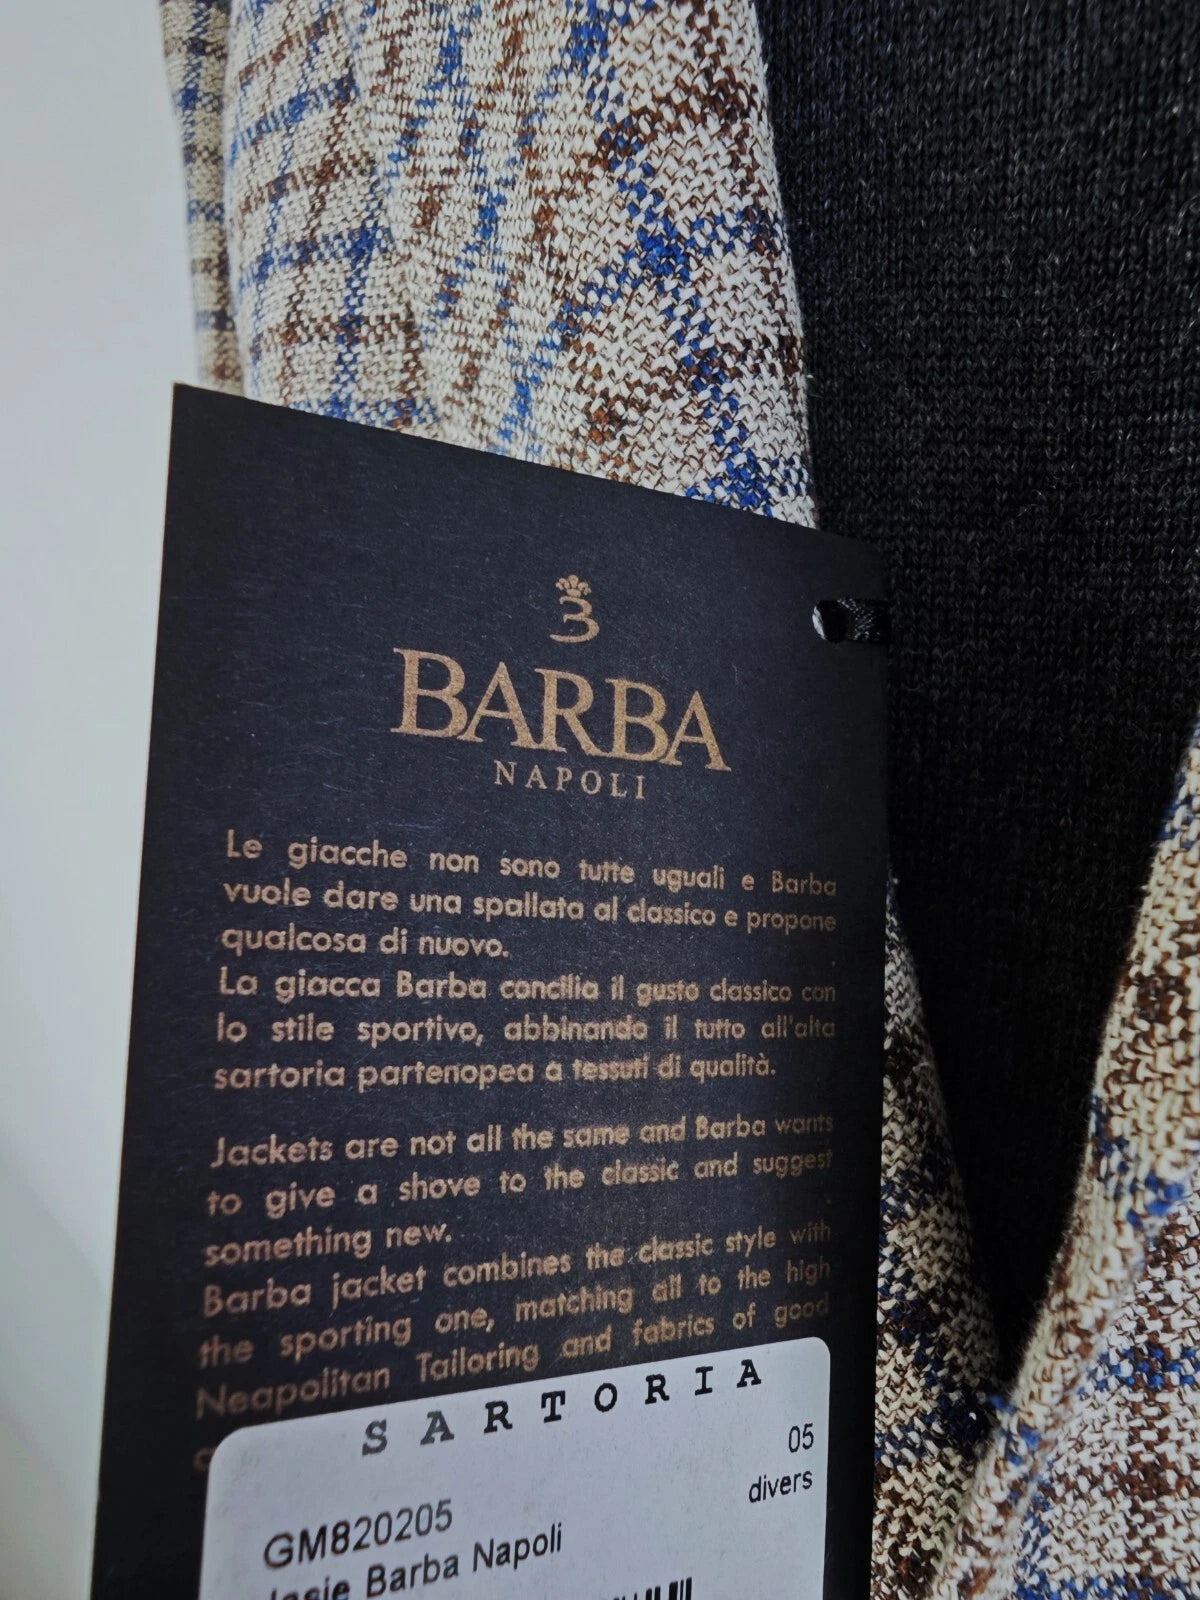 BARBA
NAPOLI
Le giacche non sono tutte uguali e Barba
vuole dare una spallata al classico e propone
qualcosa di nuovo.
La giacca Barba concilia il gusto classico con
lo stile sportivo, abbinando il tutto all'alta
sartoria partenopea a tessuti di qualità.
Jackets are not all the same and Barba wants
to give a shove to the classic and suggest
something new.
Barba jacket combines the classic style with
the sporting one, matching all to the high
Neapolitan Tailoring and fabrics of good
SARTORIA
05
divers
GM820205
Barba Napoli